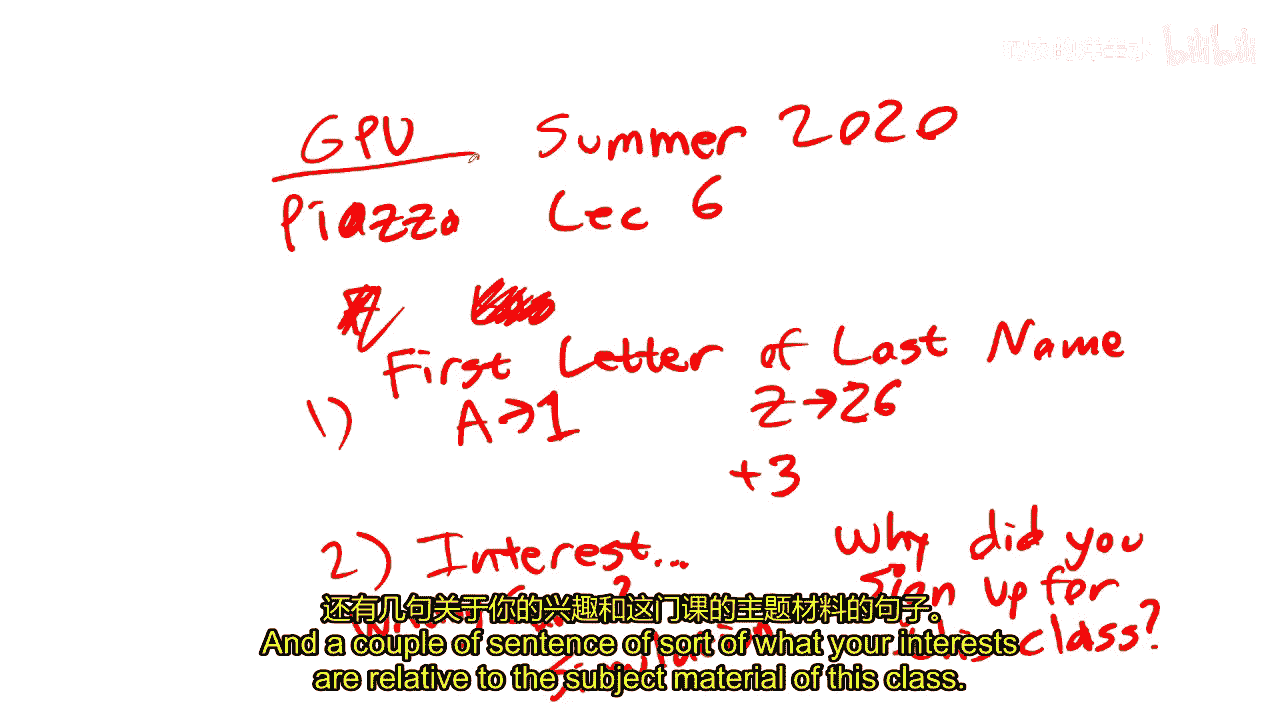 bilibili
GPU Summer 2020
Piazza Lec 6
First Letter of Last Name
1) A→1 Z→26
+3
2) Interest... Why did you
sign up for
this class?
simulation
还有几句关于你的兴趣和这门课的主题材料的句子。
And a couple of sentence of sort of what your interests
are relative to the subject material of this class.